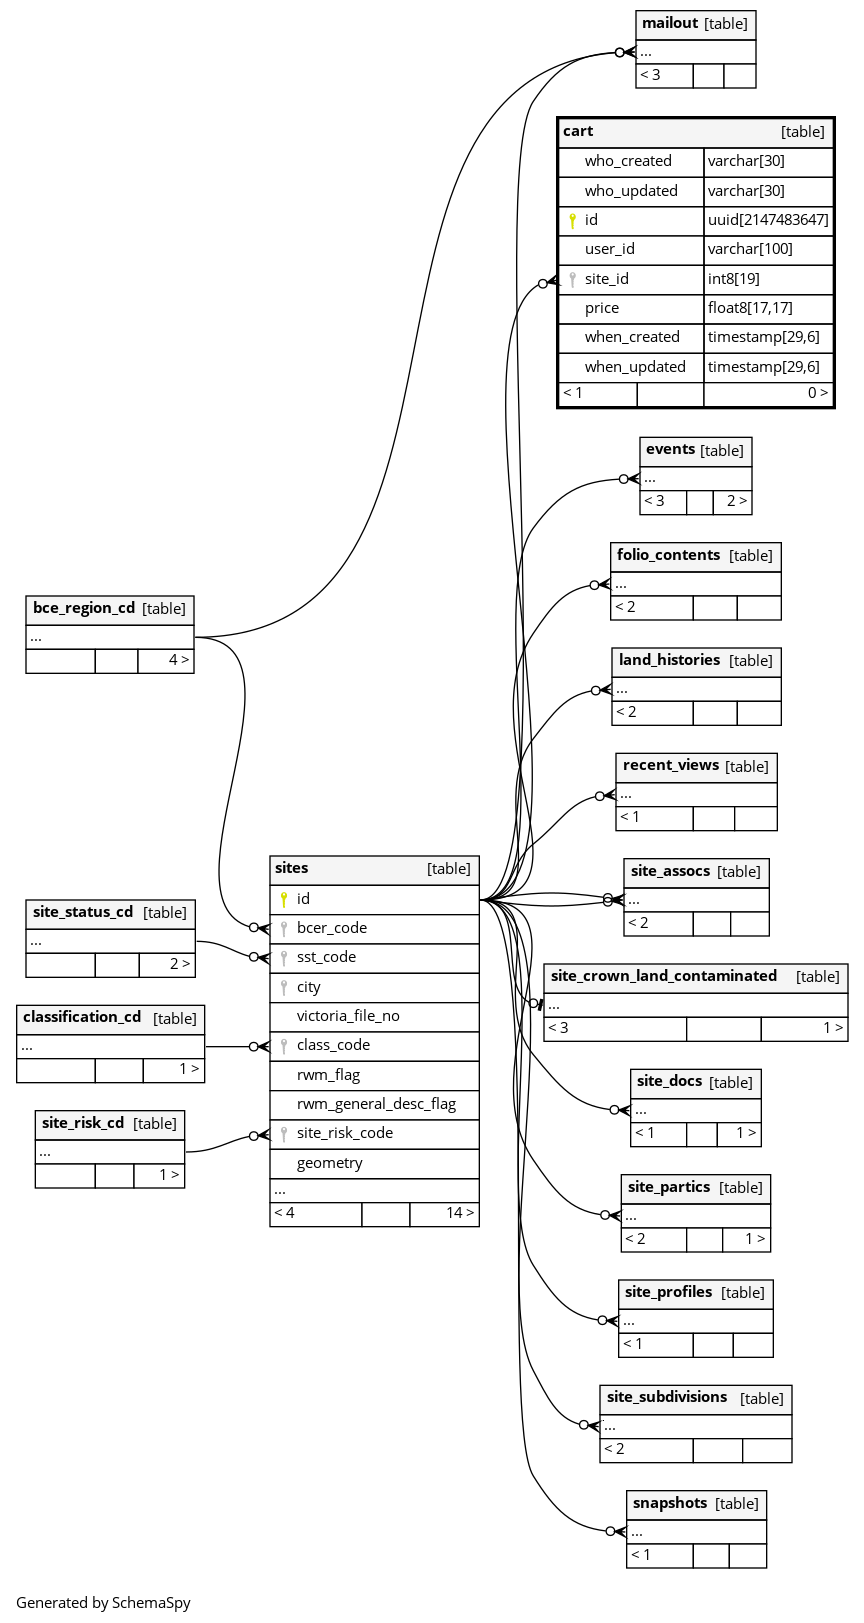 mailout [table]
...
< 3
cart [table]
who_created varchar[30]
who_updated varchar[30]
id uuid[2147483647]
user_id varchar[100]
site_id int8[19]
price float8[17,17]
when_created timestamp[29,6]
when_updated timestamp[29,6]
< 1 0 >
events [table]
...
< 3 2 >
folio_contents [table]
...
< 2
bce_region_cd [table]
...
4 >
land_histories [table]
...
< 2
recent_views [table]
...
< 1
sites [table]
id
bcer_code
sst_code
city
victoria_file_no
class_code
rwm_flag
rwm_general_desc_flag
site_risk_code
geometry
...
< 4 14 >
site_status_cd [table]
...
2 >
classification_cd [table]
...
1 >
site_risk_cd [table]
...
1 >
site_assocs [table]
...
< 2
site_crown_land_contaminated [table]
...
< 3 1 >
site_docs [table]
...
< 1 1 >
site_partics [table]
...
< 2 1 >
site_profiles [table]
...
< 1
site_subdivisions [table]
...
< 2
snapshots [table]
...
< 1
Generated by SchemaSpy